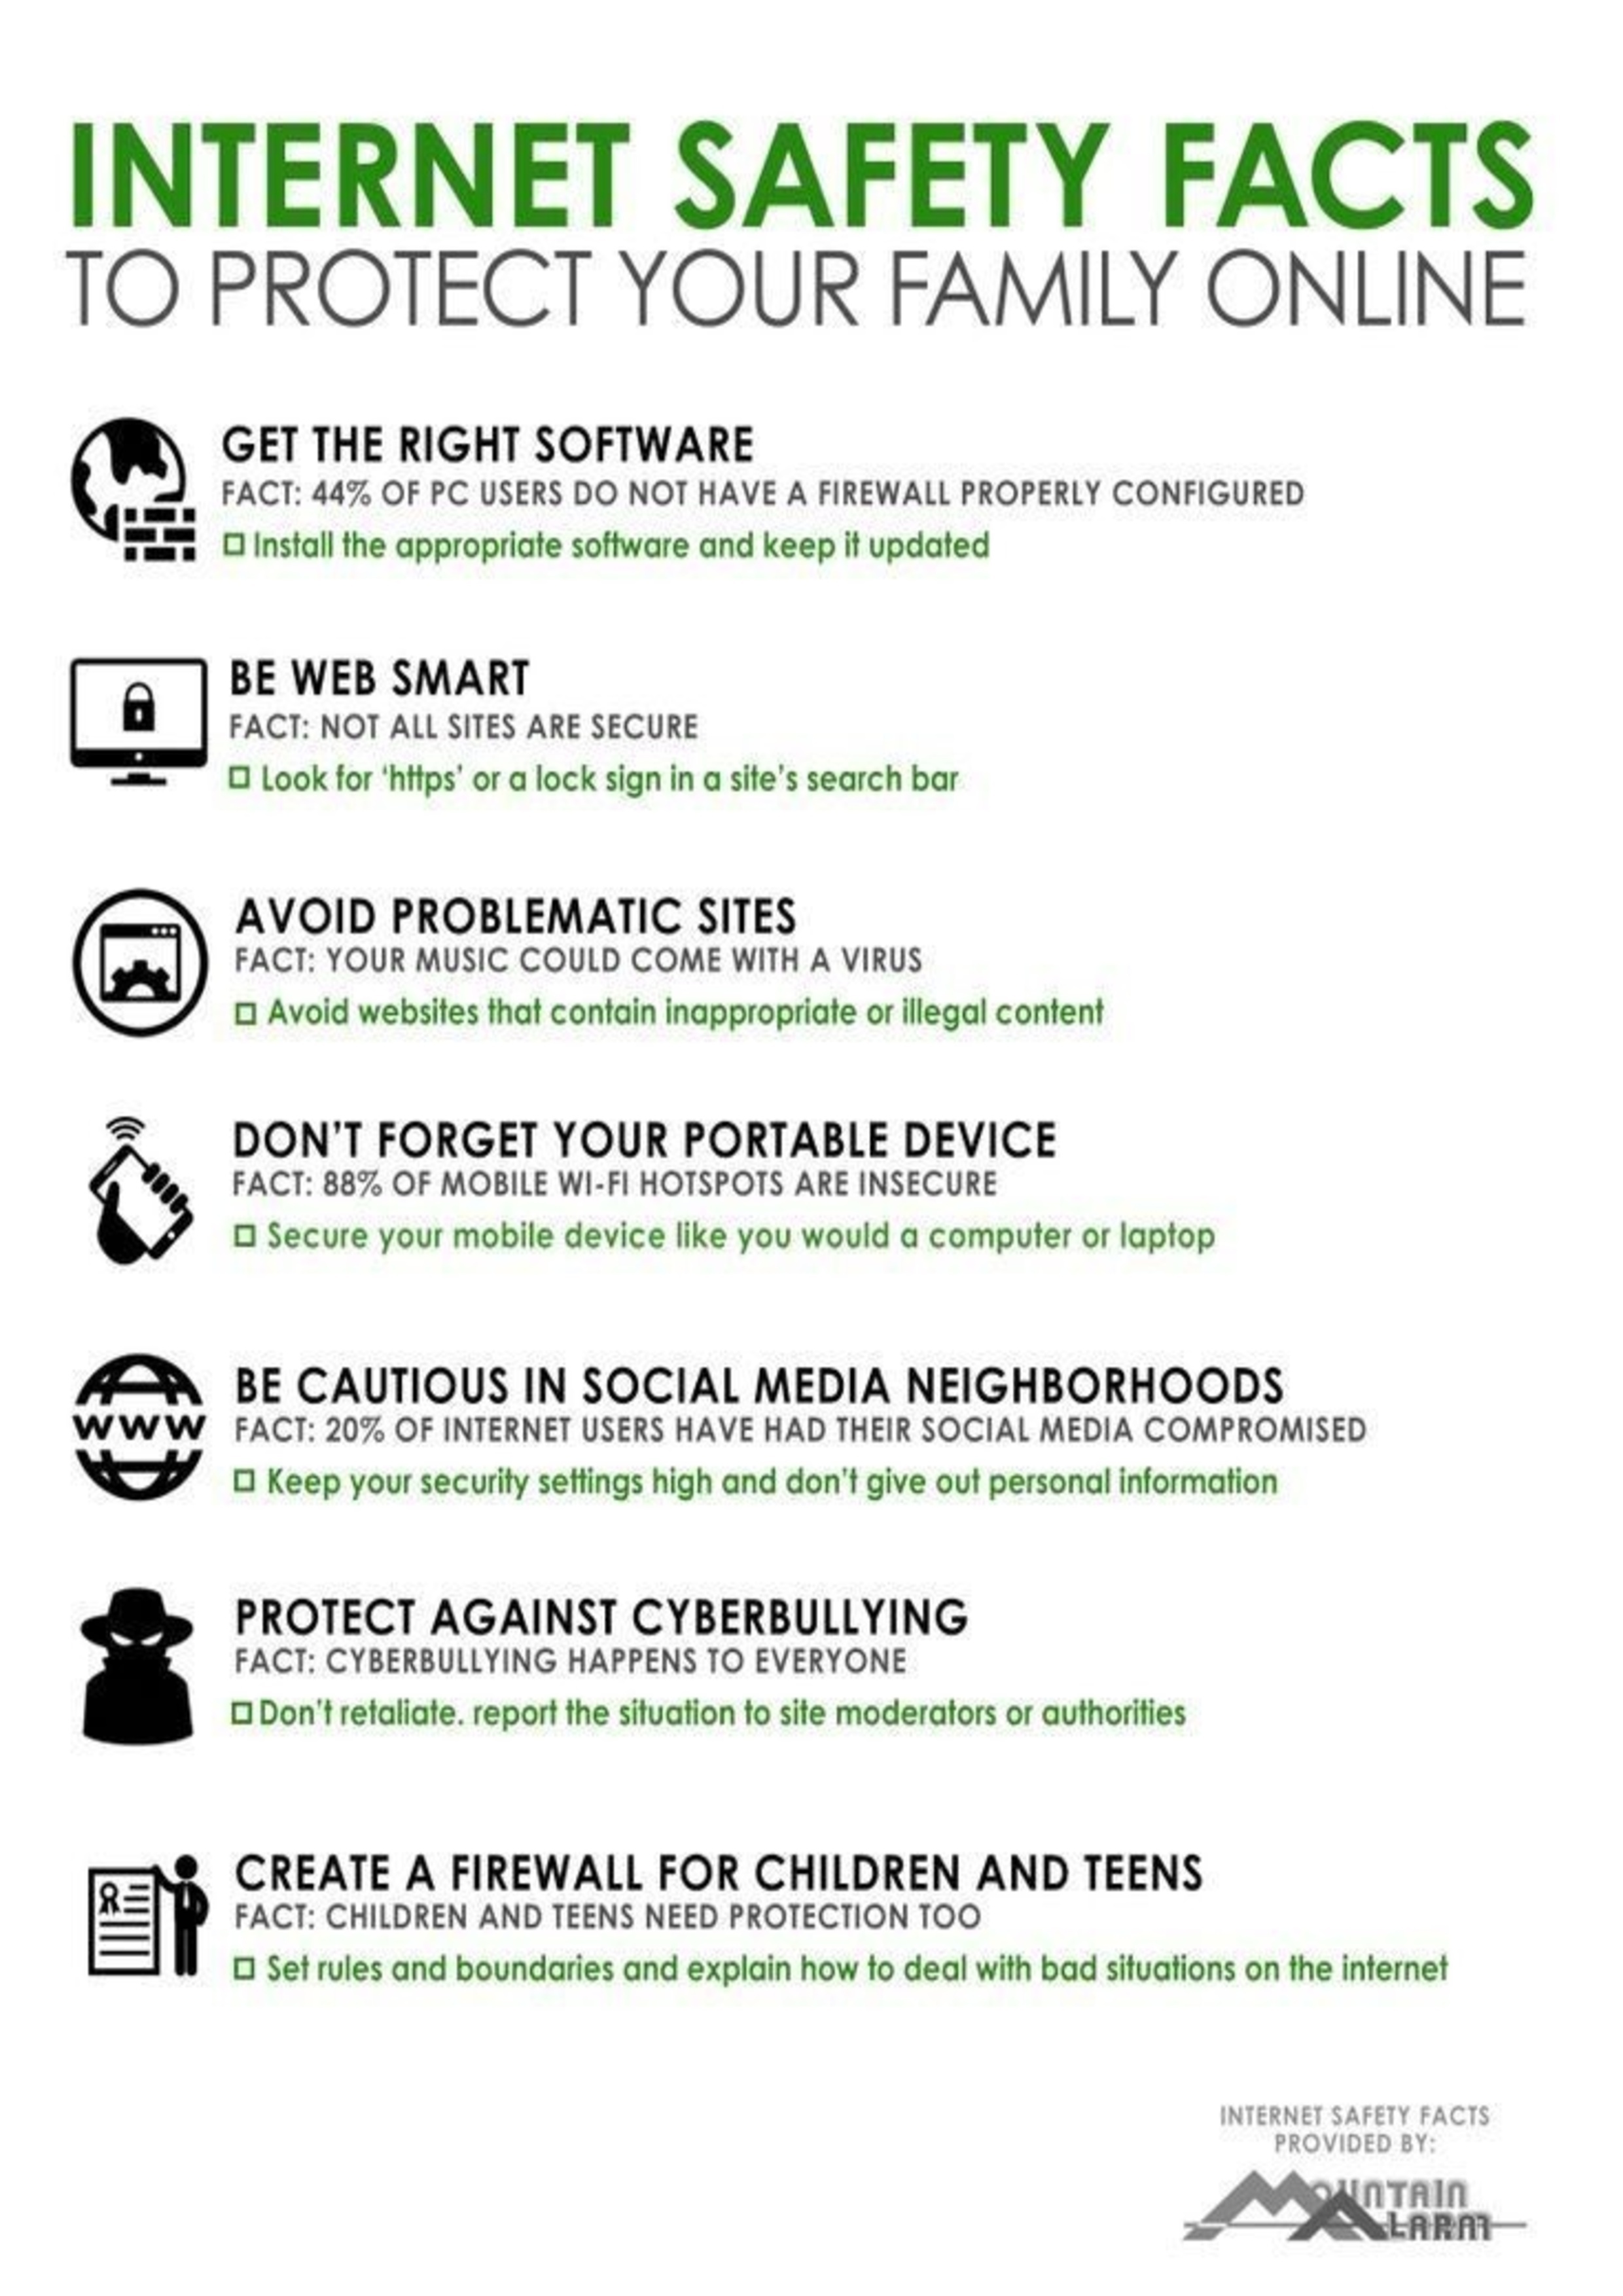 INTERNET SAFETY FACTS
TO PROTECT YOUR FAMILY ONLINE
GET THE RIGHT SOFTWARE
FACT: 44% OF PC USERS DO NOT HAVE A FIREWALL PROPERLY CONFIGURED
Install the appropriate software and keep it updated
BE WEB SMART
FACT: NOT ALL SITES ARE SECURE
Look for 'https' or a lock sign in a site's search bar
AVOID PROBLEMATIC SITES
FACT: YOUR MUSIC COULD COME WITH A VIRUS
Avoid websites that contain inappropriate or illegal content
DON'T FORGET YOUR PORTABLE DEVICE
FACT: 88% OF MOBILE WI-FI HOTSPOTS ARE INSECURE
Secure your mobile device like you would a computer or laptop
WWW
BE CAUTIOUS IN SOCIAL MEDIA NEIGHBORHOODS
FACT: 20% OF INTERNET USERS HAVE HAD THEIR SOCIAL MEDIA COMPROMISED
Keep your security settings high and don't give out personal information
PROTECT AGAINST CYBERBULLYING
FACT: CYBERBULLYING HAPPENS TO EVERYONE
Don't retaliate. report the situation to site moderators or authorities
CREATE A FIREWALL FOR CHILDREN AND TEENS
FACT: CHILDREN AND TEENS NEED PROTECTION TOO
Set rules and boundaries and explain how to deal with bad situations on the internet
INTERNET SAFETY FACTS
PROVIDED BY:
MOUNTAIN
ALARM